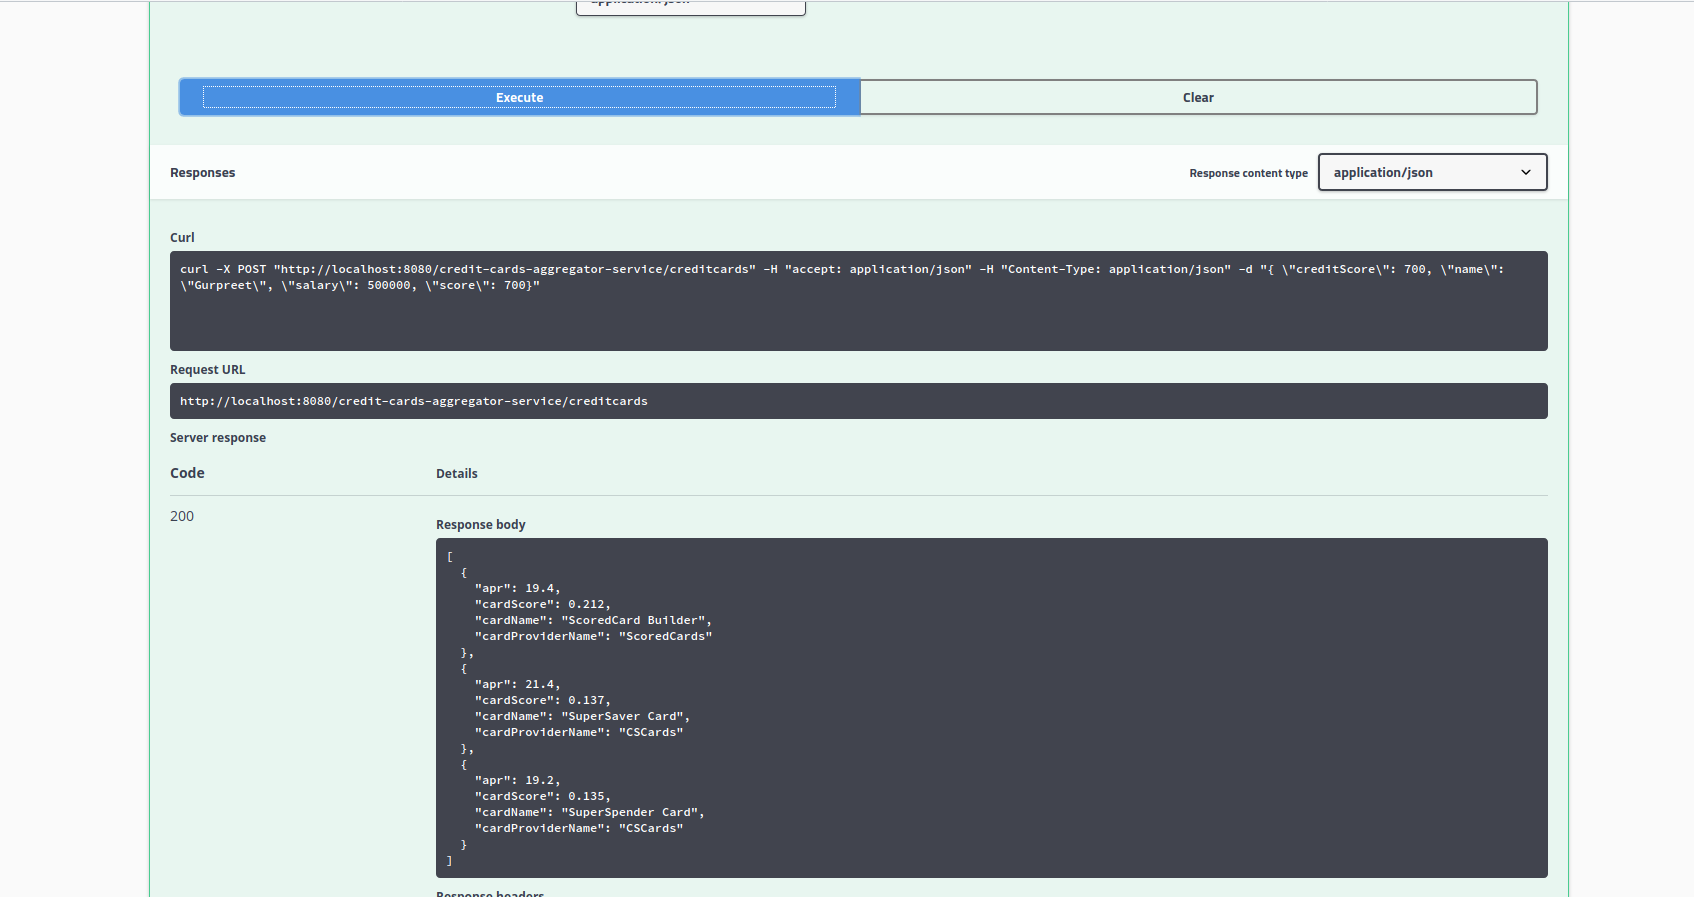 application/json
Execute
Clear
Responses
Response content type
application/json
Curl
curl -X POST "http://localhost:8080/credit-cards-aggregator-service/creditcards" -H "accept: application/json" -H "Content-Type: application/json" -d "{ \"creditScore\": 700, \"name\":
\"Gurpreet\", \"salary\": 500000, \"score\": 700}"
Request URL
http://localhost:8080/credit-cards-aggregator-service/creditcards
Server response
Code
Details
200
Response body
[
{
"apr": 19.4,
"cardScore": 0.212,
"cardName": "ScoredCard Builder",
"cardProviderName": "ScoredCards"
},
{
"apr": 21.4,
"cardScore": 0.137,
"cardName": "SuperSaver Card",
"cardProviderName": "CSCards"
},
{
"apr": 19.2,
"cardScore": 0.135,
"cardName": "SuperSpender Card",
"cardProviderName": "CSCards"
}
]
Response headers